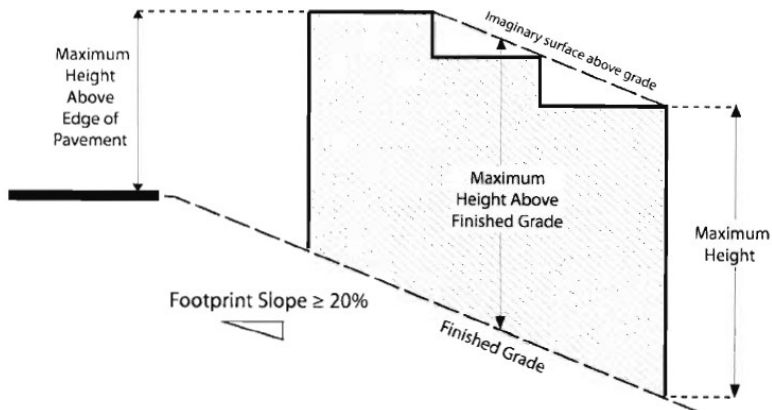 Maximum
Height
Above
Edge of
Pavement
Imaginary surface above grade
Maximum
Height Above
Finished Grade
Maximum
Height
Footprint Slope ≥ 20%
Finished Grade